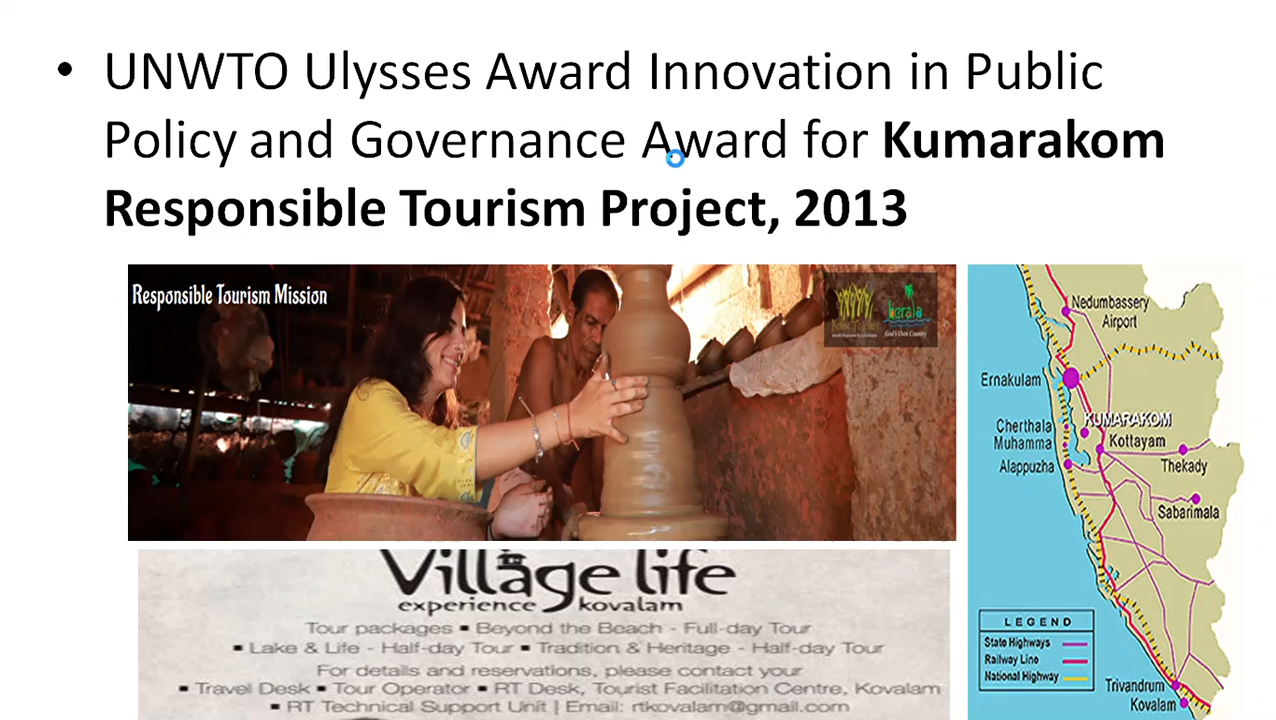 • UNWTO Ulysses Award Innovation in Public
Policy and Governance Award for Kumarakom
Responsible Tourism Project, 2013
Responsible Tourism Mission
kerala
God's Own Country
Nedumbassery
Airport
Ernakulam
KUMARAKOM
Cherthala
Muhamma
Kottayam
Alappuzha
Thekady
Sabarimala
LEGEND
State Highways
Railway Line
National Highway
Trivandrum
Kovalam
Village life
experience kovalam
Tour packages ▪ Beyond the Beach - Full-day Tour
▪ Lake & Life - Half-day Tour ▪ Tradition & Heritage - Half-day Tour
For details and reservations, please contact your
▪ Travel Desk ▪ Tour Operator ▪ RT Desk, Tourist Facilitation Centre, Kovalam
▪ RT Technical Support Unit | Email: rtkovalam@gmail.com